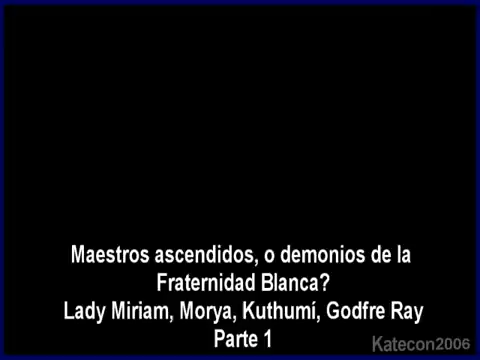 Maestros ascendidos, o demonios de la
Fraternidad Blanca?
Lady Miriam, Morya, Kuthumí, Godfre Ray
Parte 1
Katecon2006